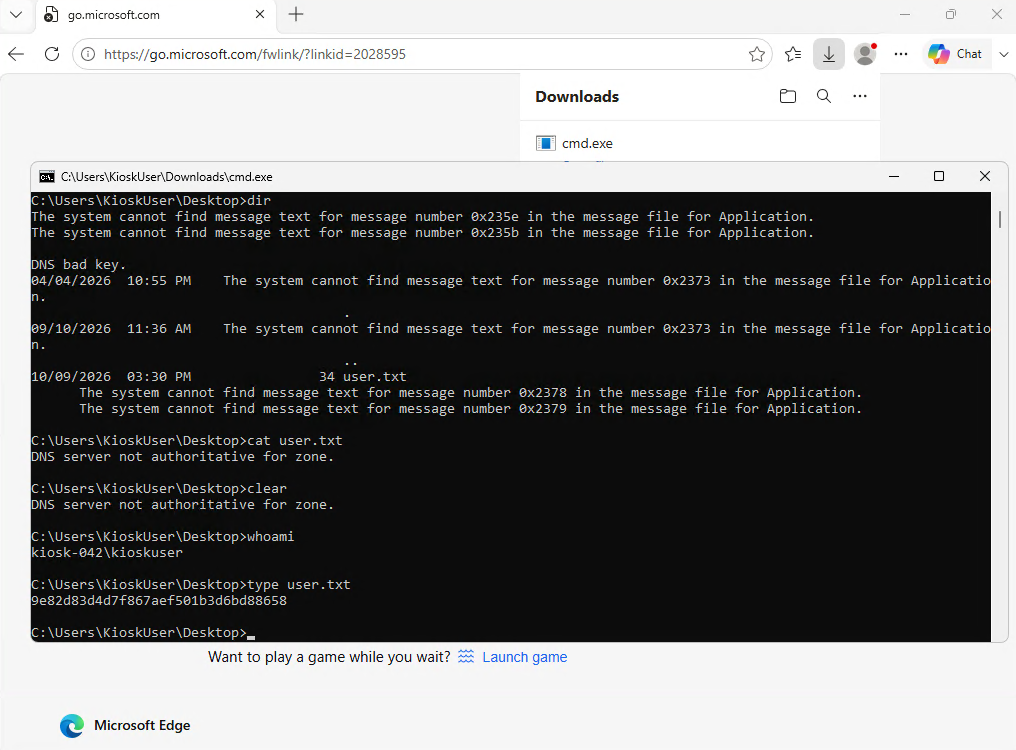 go.microsoft.com
https://go.microsoft.com/fwlink/?linkid=2028595
Chat
Downloads
cmd.exe
C:\Users\KioskUser\Downloads\cmd.exe
C:\Users\KioskUser\Desktop>dir
The system cannot find message text for message number 0x235e in the message file for Application.
The system cannot find message text for message number 0x235b in the message file for Application.
DNS bad key.
04/04/2026  10:55 PM    The system cannot find message text for message number 0x2373 in the message file for Applicatio
n.
.
09/10/2026  11:36 AM    The system cannot find message text for message number 0x2373 in the message file for Applicatio
n.
..
10/09/2026  03:30 PM                34 user.txt
The system cannot find message text for message number 0x2378 in the message file for Application.
The system cannot find message text for message number 0x2379 in the message file for Application.
C:\Users\KioskUser\Desktop>cat user.txt
DNS server not authoritative for zone.
C:\Users\KioskUser\Desktop>clear
DNS server not authoritative for zone.
C:\Users\KioskUser\Desktop>whoami
kiosk-042\kioskuser
C:\Users\KioskUser\Desktop>type user.txt
9e82d83d4d7f867aef501b3d6bd88658
C:\Users\KioskUser\Desktop>_
Want to play a game while you wait? Launch game
Microsoft Edge